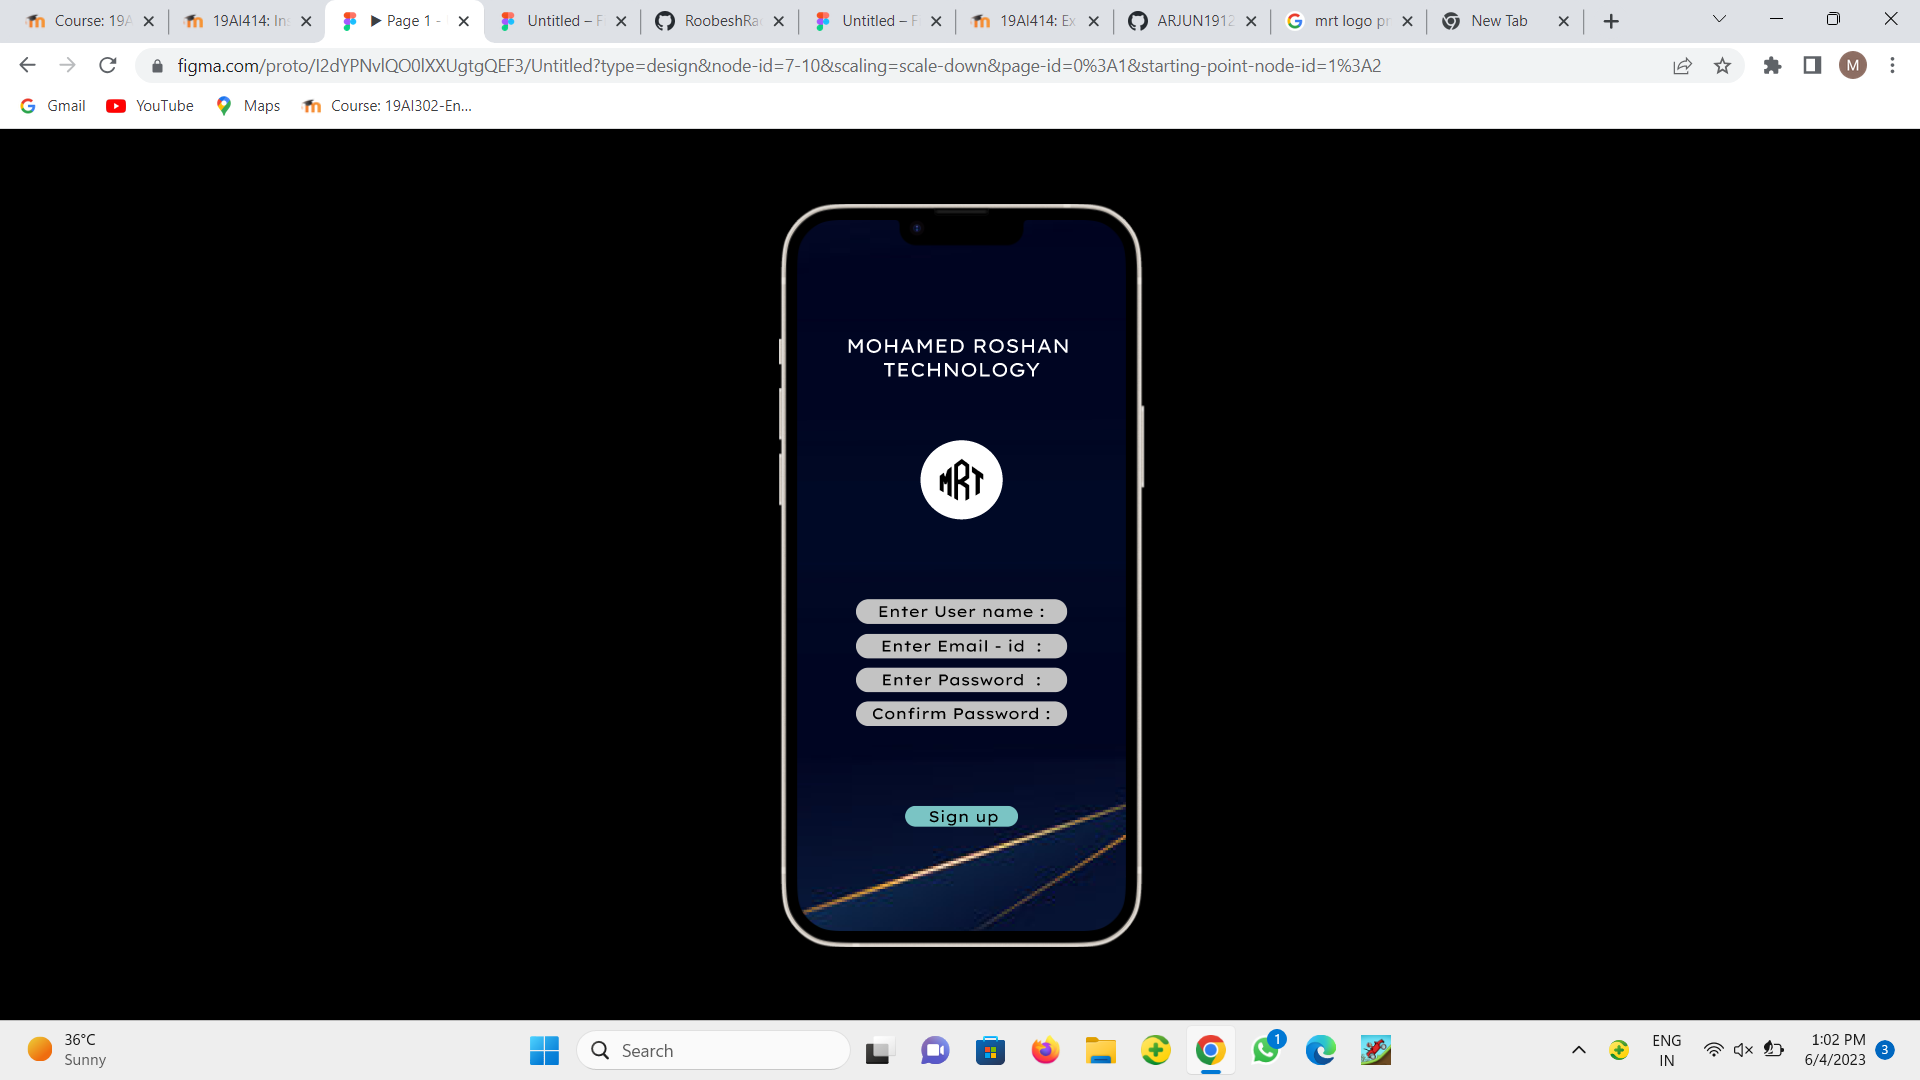 Course: 19A
19AI414: Ins
▶ Page 1 -
Untitled – F
RoobeshRa
Untitled – F
19AI414: Ex
ARJUN1912
mrt logo pr
New Tab
figma.com/proto/l2dYPNvlQO0lXXUgtgQEF3/Untitled?type=design&node-id=7-10&scaling=scale-down&page-id=0%3A1&starting-point-node-id=1%3A2
M
Gmail
YouTube
Maps
Course: 19AI302-En...
MOHAMED ROSHAN
TECHNOLOGY
MRT
Enter User name :
Enter Email - id :
Enter Password :
Confirm Password :
Sign up
36°C
Sunny
Search
1
ENG
IN
1:02 PM
6/4/2023
3